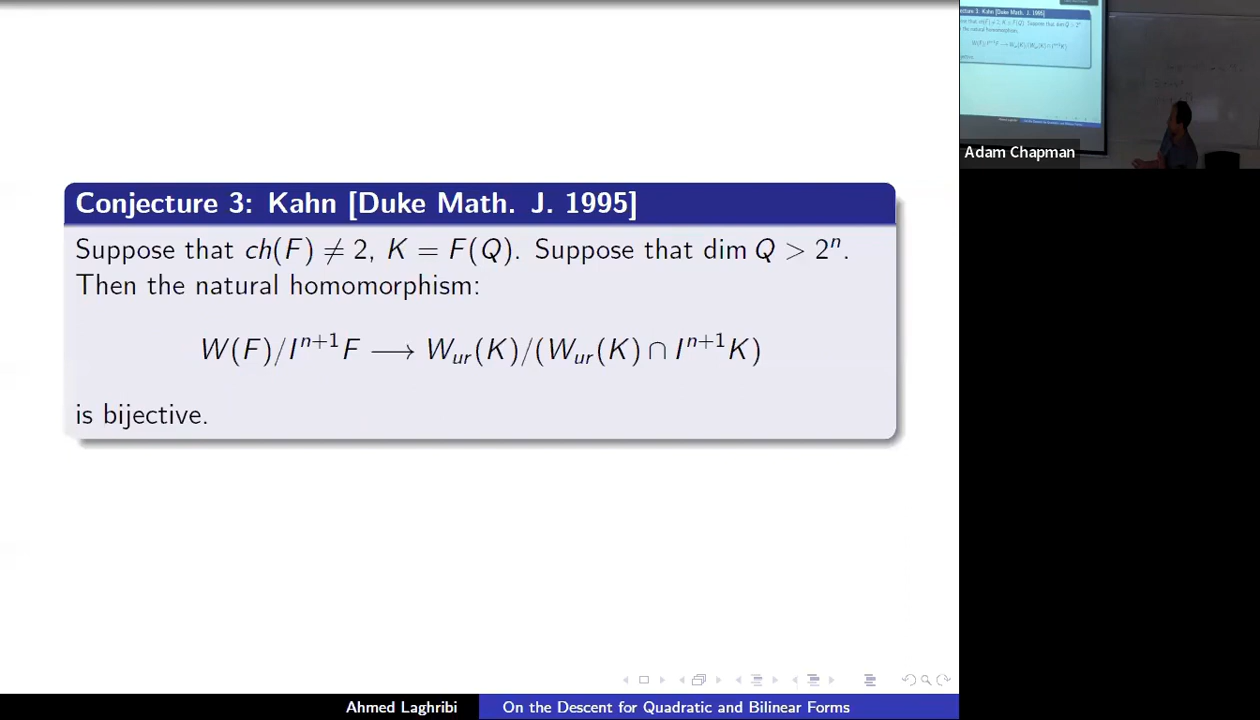 Conjecture 3: Kahn [Duke Math. J. 1995]
Suppose that ch(F) ≠ 2, K = F(Q). Suppose that dim Q > 2ⁿ.
Then the natural homomorphism:
W(F)/Iⁿ⁺¹F ⟶ W_ur(K)/(W_ur(K) ∩ Iⁿ⁺¹K)
is bijective.
Ahmed Laghribi
On the Descent for Quadratic and Bilinear Forms
Adam Chapman